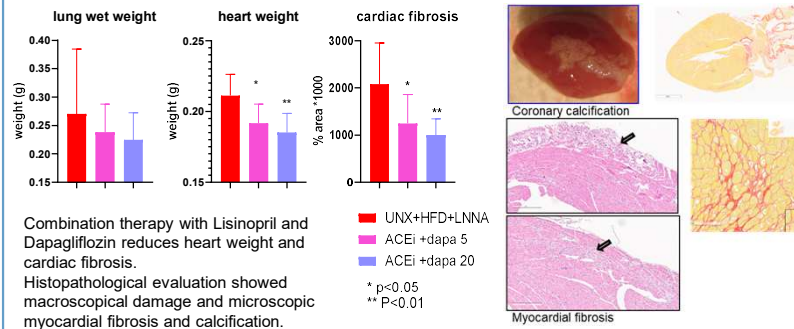 lung wet weight
weight (g)
0.40
0.35
0.30
0.25
0.20
0.15
heart weight
weight (g)
0.25
0.20
0.15
*
**
cardiac fibrosis
% area *1000
3000
2000
1000
0
*
**
UNX+HFD+LNNA
ACEi +dapa 5
ACEi +dapa 20
* p<0.05
** P<0.01
Combination therapy with Lisinopril and
Dapagliflozin reduces heart weight and
cardiac fibrosis.
Histopathological evaluation showed
macroscopical damage and microscopic
myocardial fibrosis and calcification.
Coronary calcification
Myocardial fibrosis